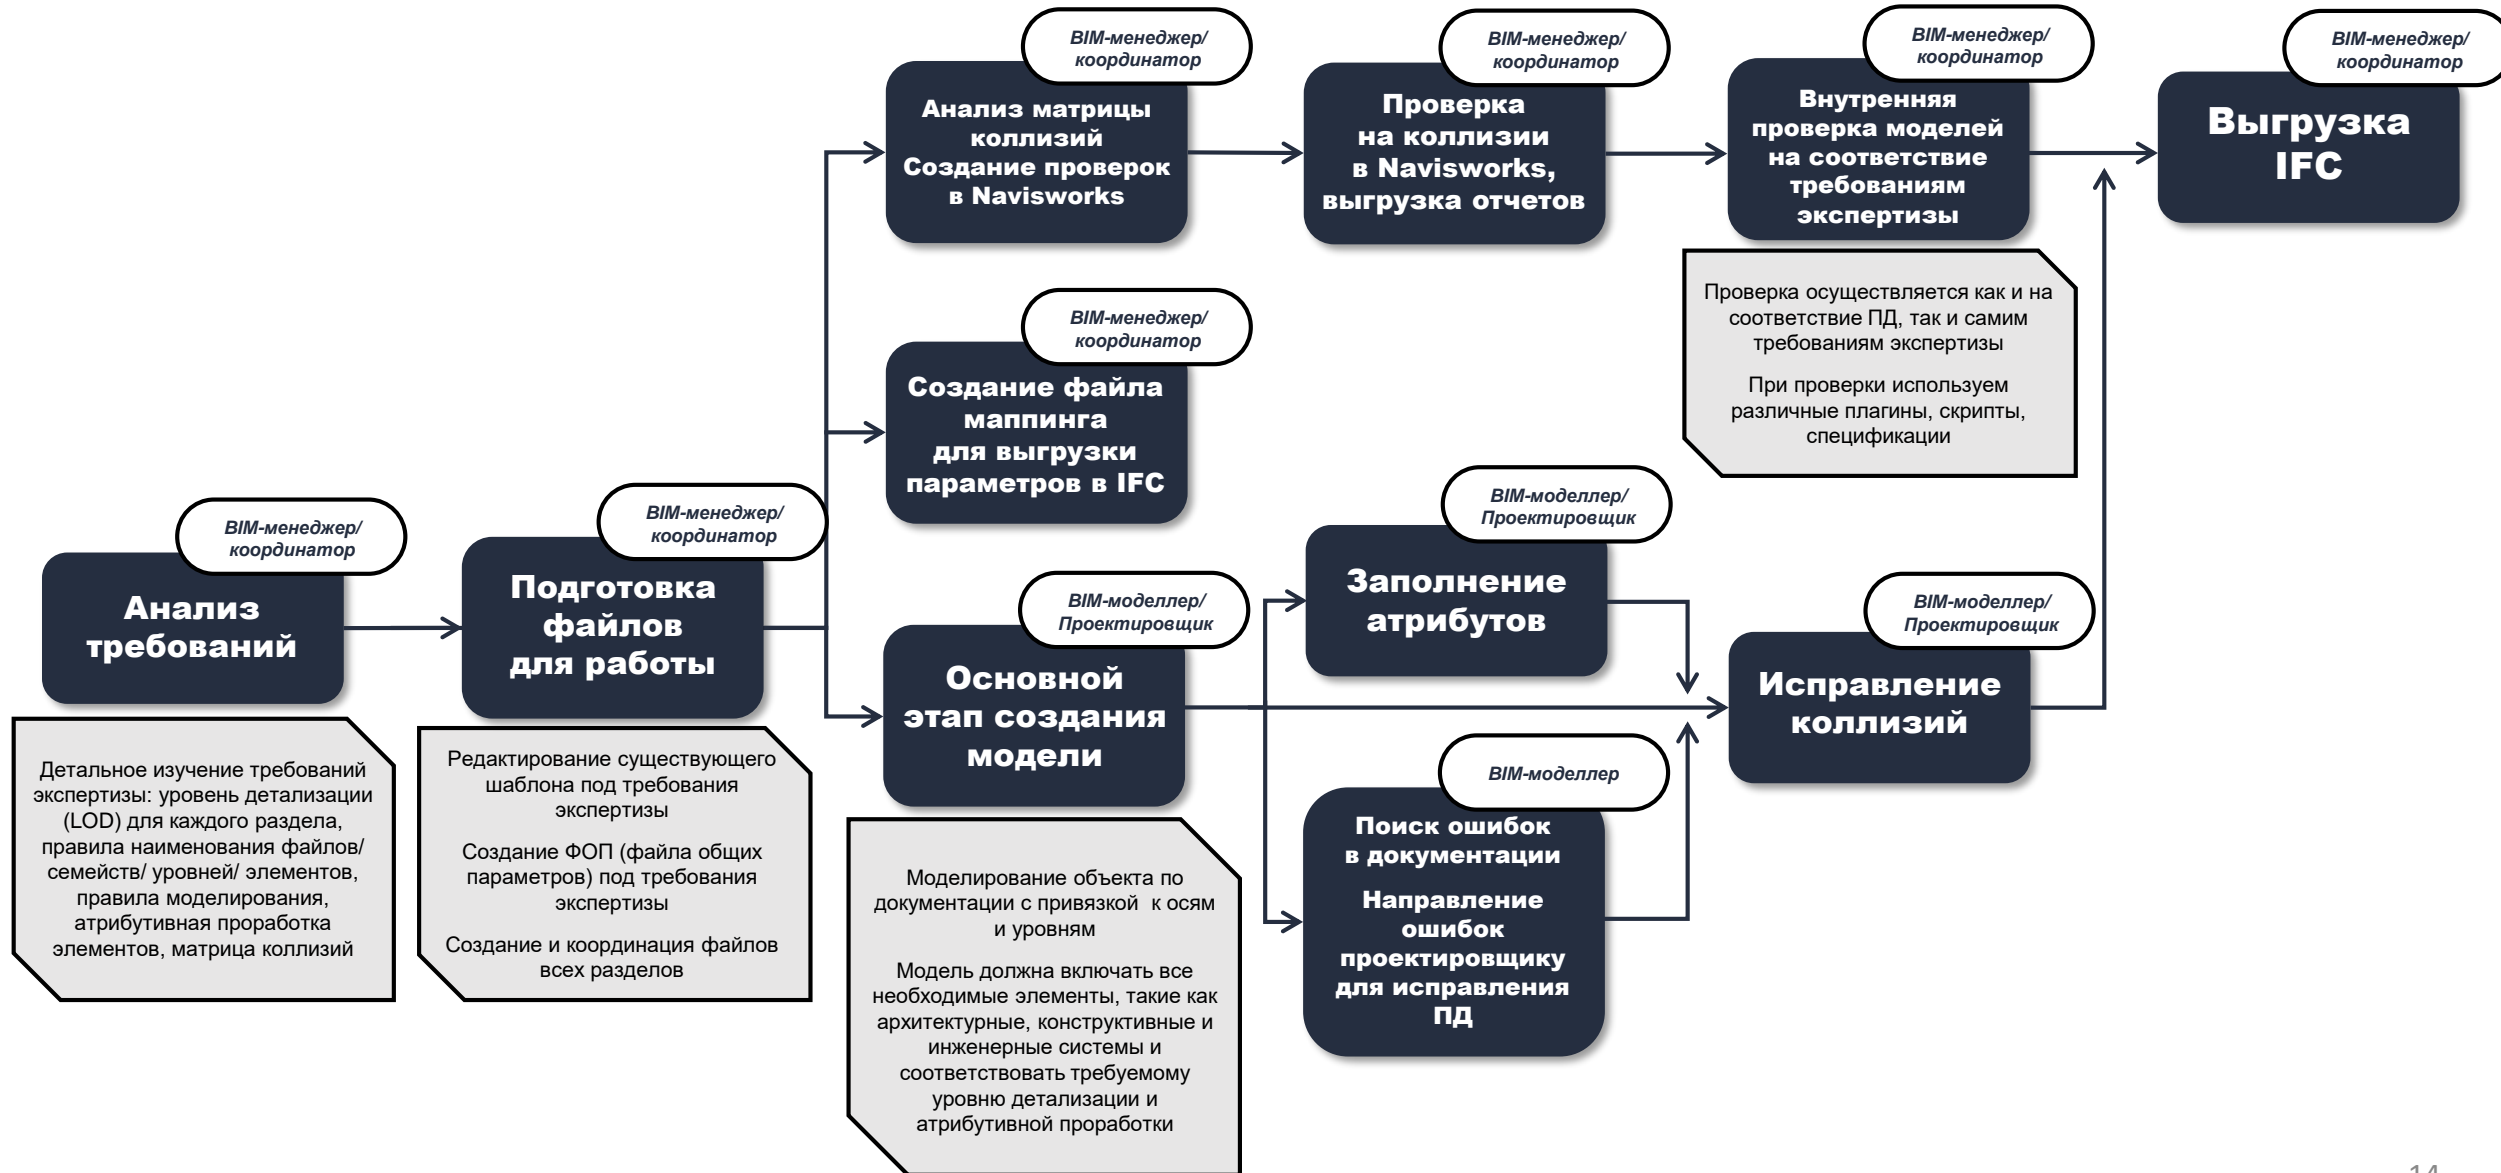 BIM-менеджер/
координатор
Анализ матрицы
коллизий
Создание проверок
в Navisworks
BIM-менеджер/
координатор
Проверка
на коллизии
в Navisworks,
выгрузка отчетов
BIM-менеджер/
координатор
Внутренняя
проверка моделей
на соответствие
требованиям
экспертизы
BIM-менеджер/
координатор
Выгрузка
IFC
Проверка осуществляется как и на
соответствие ПД, так и самим
требованиям экспертизы
При проверки используем
различные плагины, скрипты,
спецификации
BIM-менеджер/
координатор
Создание файла
маппинга
для выгрузки
параметров в IFC
BIM-менеджер/
координатор
Анализ
требований
Детальное изучение требований
экспертизы: уровень детализации
(LOD) для каждого раздела,
правила наименования файлов/
семейств/ уровней/ элементов,
правила моделирования,
атрибутивная проработка
элементов, матрица коллизий
BIM-менеджер/
координатор
Подготовка
файлов
для работы
Редактирование существующего
шаблона под требования
экспертизы
Создание ФОП (файла общих
параметров) под требования
экспертизы
Создание и координация файлов
всех разделов
BIM-моделлер/
Проектировщик
Основной
этап создания
модели
Моделирование объекта по
документации с привязкой  к осям
и уровням
Модель должна включать все
необходимые элементы, такие как
архитектурные, конструктивные и
инженерные системы и
соответствовать требуемому
уровню детализации и
атрибутивной проработки
BIM-моделлер/
Проектировщик
Заполнение
атрибутов
BIM-моделлер
Поиск ошибок
в документации
Направление
ошибок
проектировщику
для исправления
ПД
BIM-моделлер/
Проектировщик
Исправление
коллизий
14